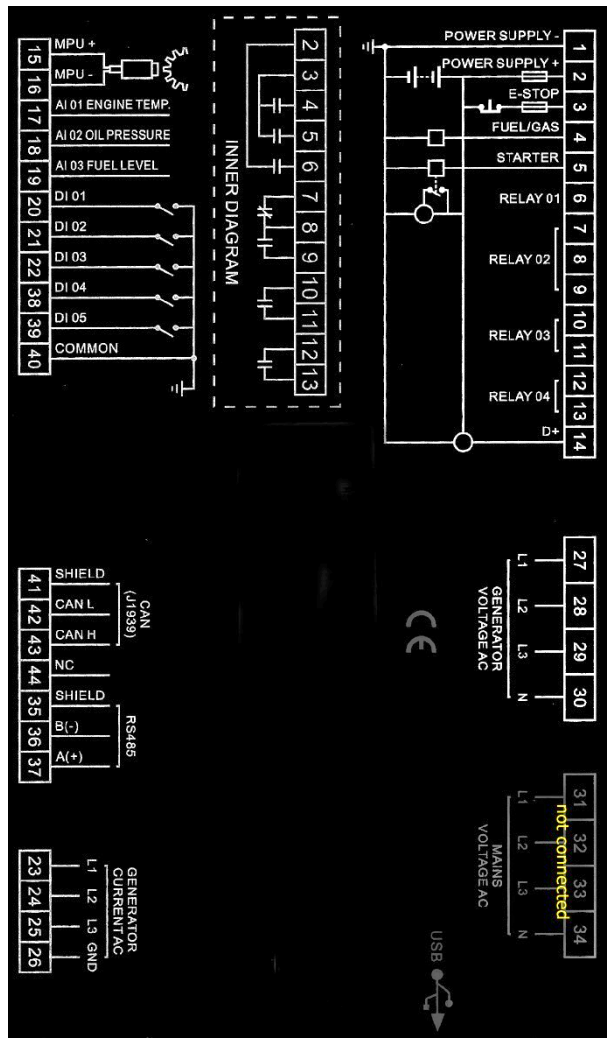 15 MPU +
16 MPU -
17 AI 01 ENGINE TEMP.
18 AI 02 OIL PRESSURE
19 AI 03 FUEL LEVEL
20 DI 01
21 DI 02
22 DI 03
38 DI 04
39 DI 05
40 COMMON
INNER DIAGRAM
2
3
4
5
6
7
8
9
10
11
12
13
POWER SUPPLY - 1
POWER SUPPLY + 2
E-STOP 3
FUEL/GAS 4
STARTER 5
RELAY 01 6
7
RELAY 02 8
9
RELAY 03 10
11
RELAY 04 12
13
D+ 14
41 SHIELD
42 CAN L
43 CAN H
CAN
(J1939)
44 NC
35 SHIELD
36 B(-)
37 A(+)
RS485
CE
L1 27
L2 28
L3 29
N 30
GENERATOR
VOLTAGE AC
L1 31
L2 32
L3 33
N 34
MAINS
VOLTAGE AC
not connected
23 L1
24 L2
25 L3
26 GND
GENERATOR
CURRENT AC
USB